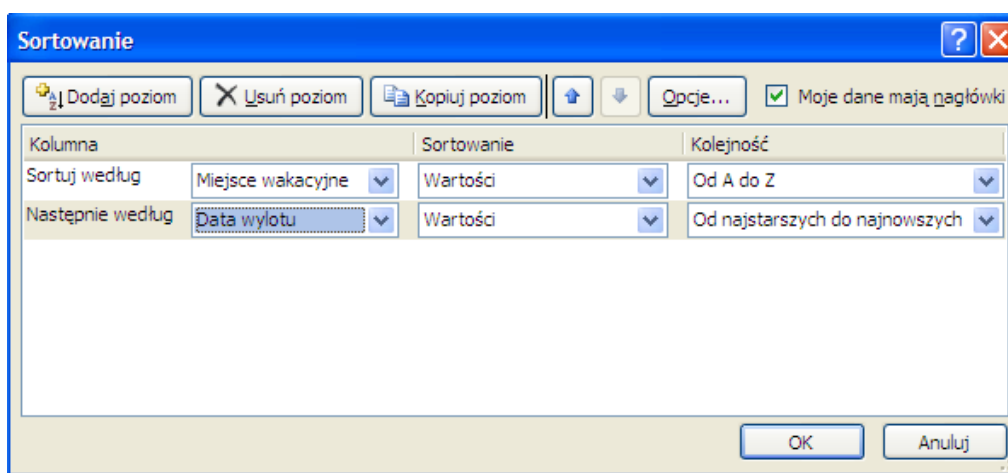 Sortowanie
Dodaj poziom Usuń poziom Kopiuj poziom Opcje... Moje dane mają nagłówki
Kolumna Sortowanie Kolejność
Sortuj według Miejsce wakacyjne Wartości Od A do Z
Następnie według Data wylotu Wartości Od najstarszych do najnowszych
OK Anuluj